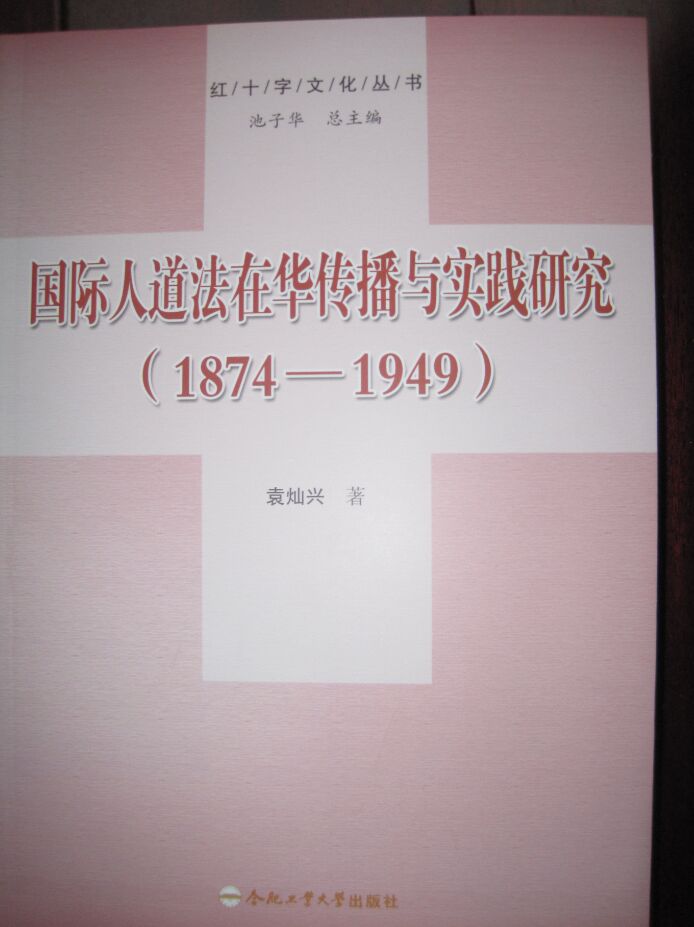 红/十/字/文/化/丛/书
池子华 总主编
国际人道法在华传播与实践研究
（1874—1949）
袁灿兴 著
合肥工业大学出版社